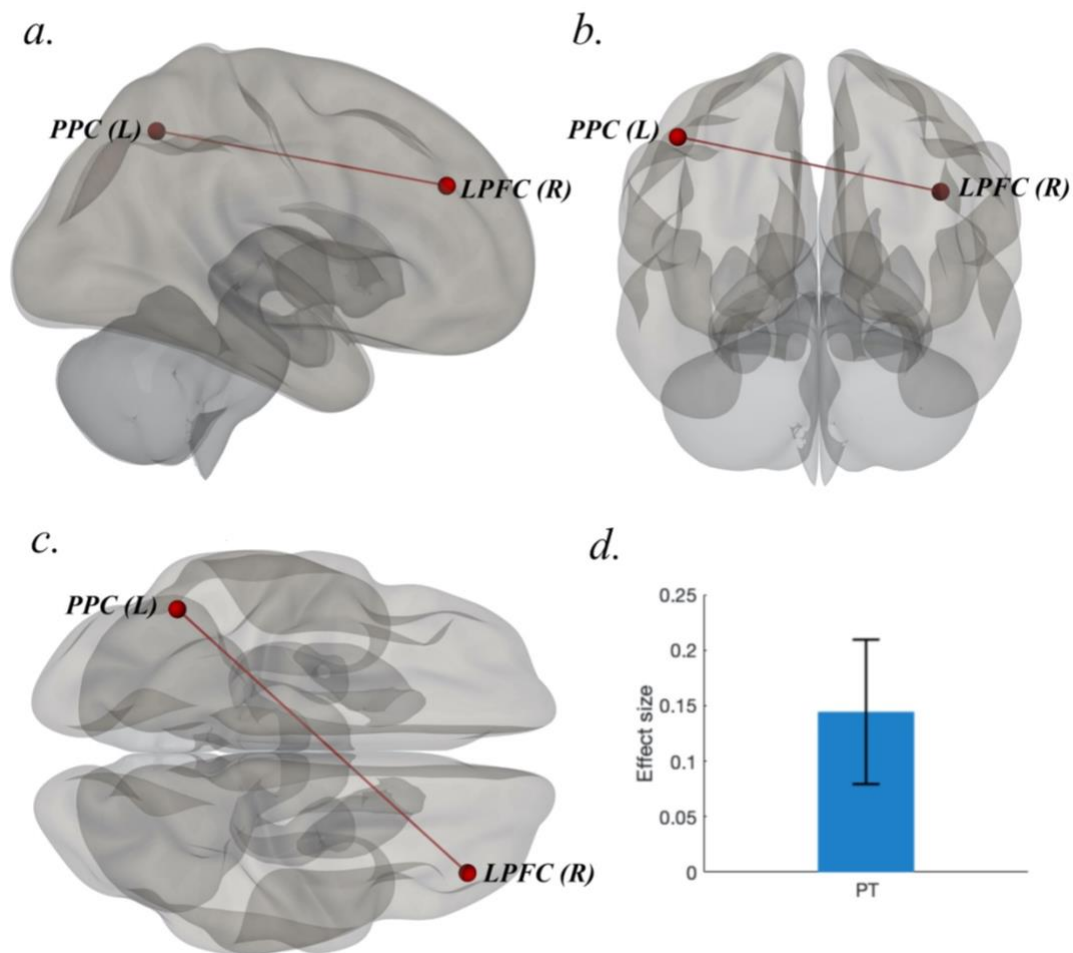 a.
PPC (L)
LPFC (R)
b.
PPC (L)
LPFC (R)
c.
PPC (L)
LPFC (R)
d.
0.25
0.2
0.15
0.1
0.05
0
Effect size
PT